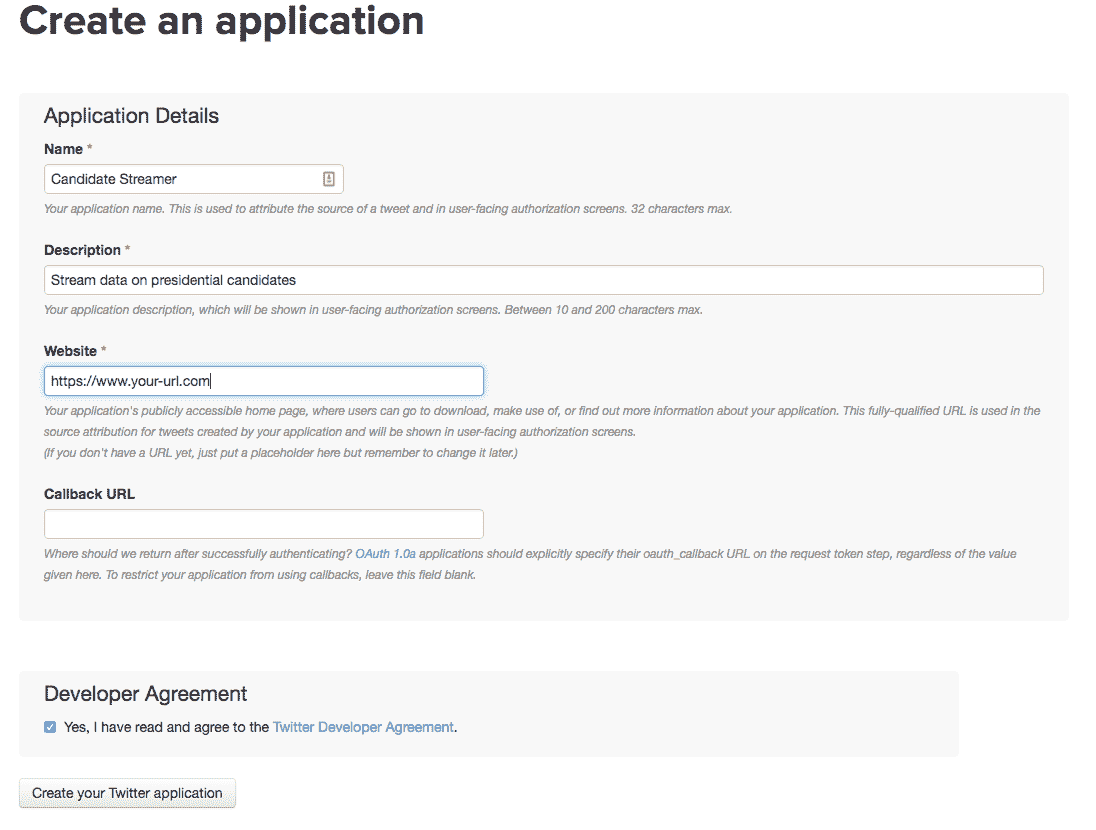 Create an application
Application Details
Name *
Candidate Streamer
Your application name. This is used to attribute the source of a tweet and in user-facing authorization screens. 32 characters max.
Description *
Stream data on presidential candidates
Your application description, which will be shown in user-facing authorization screens. Between 10 and 200 characters max.
Website *
https://www.your-url.com
Your application's publicly accessible home page, where users can go to download, make use of, or find out more information about your application. This fully-qualified URL is used in the
source attribution for tweets created by your application and will be shown in user-facing authorization screens.
(If you don't have a URL yet, just put a placeholder here but remember to change it later.)
Callback URL
Where should we return after successfully authenticating? OAuth 1.0a applications should explicitly specify their oauth_callback URL on the request token step, regardless of the value
given here. To restrict your application from using callbacks, leave this field blank.
Developer Agreement
Yes, I have read and agree to the Twitter Developer Agreement.
Create your Twitter application